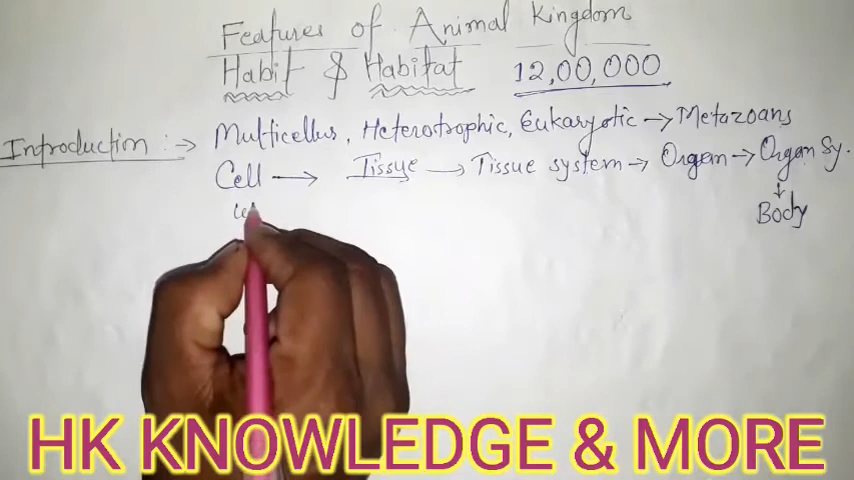 Features of Animal Kingdom
Habit & Habitat 12,00,000
Introduction :→ Multicellus, Heterotrophic, Eukaryotic → Metazoans
Cell → Tissue → Tissue system → Organ → Organ Sy.
↓
Body
HK KNOWLEDGE & MORE